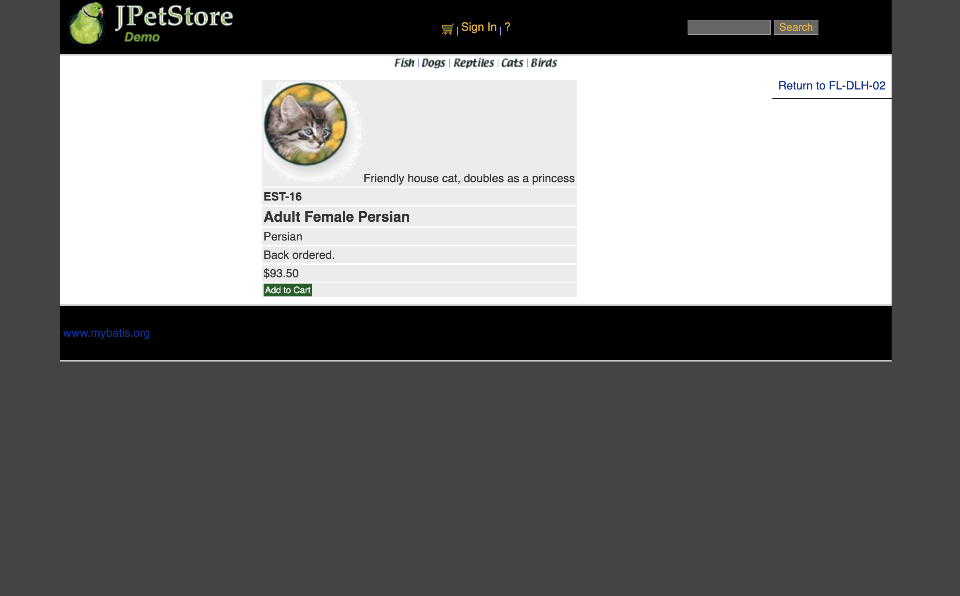 JPetStore
Demo
| Sign In | ?
Search
Fish | Dogs | Reptiles | Cats | Birds
Return to FL-DLH-02
Friendly house cat, doubles as a princess
EST-16
Adult Female Persian
Persian
Back ordered.
$93.50
Add to Cart
www.mybatis.org